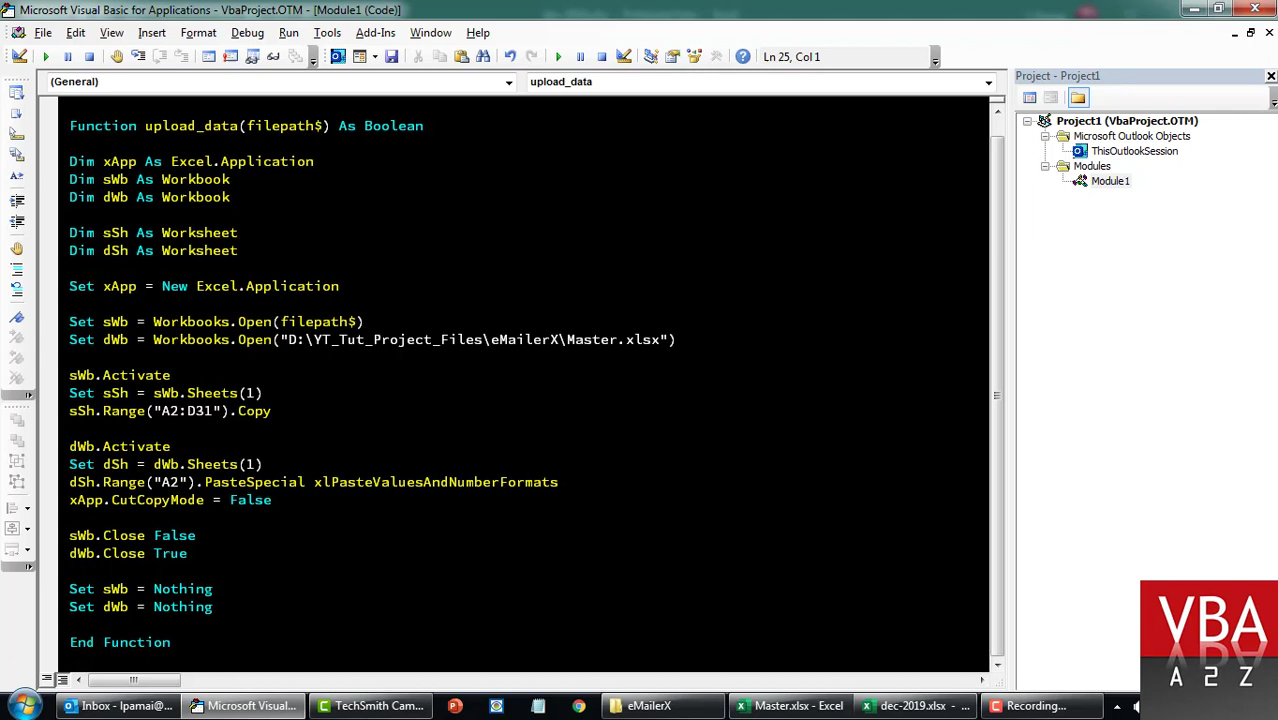 Microsoft Visual Basic for Applications - VbaProject.OTM - [Module1 (Code)]
File Edit View Insert Format Debug Run Tools Add-Ins Window Help
Ln 25, Col 1
(General) upload_data
Function upload_data(filepath$) As Boolean
Dim xApp As Excel.Application
Dim sWb As Workbook
Dim dWb As Workbook
Dim sSh As Worksheet
Dim dSh As Worksheet
Set xApp = New Excel.Application
Set sWb = Workbooks.Open(filepath$)
Set dWb = Workbooks.Open("D:\YT_Tut_Project_Files\eMailerX\Master.xlsx")
sWb.Activate
Set sSh = sWb.Sheets(1)
sSh.Range("A2:D31").Copy
dWb.Activate
Set dSh = dWb.Sheets(1)
dSh.Range("A2").PasteSpecial xlPasteValuesAndNumberFormats
xApp.CutCopyMode = False
sWb.Close False
dWb.Close True
Set sWb = Nothing
Set dWb = Nothing
End Function
Project - Project1
Project1 (VbaProject.OTM)
Microsoft Outlook Objects
ThisOutlookSession
Modules
Module1
VBA
A 2 Z
Inbox - lpamai@...
Microsoft Visual...
TechSmith Cam...
eMailerX
Master.xlsx - Excel
dec-2019.xlsx - ...
Recording...